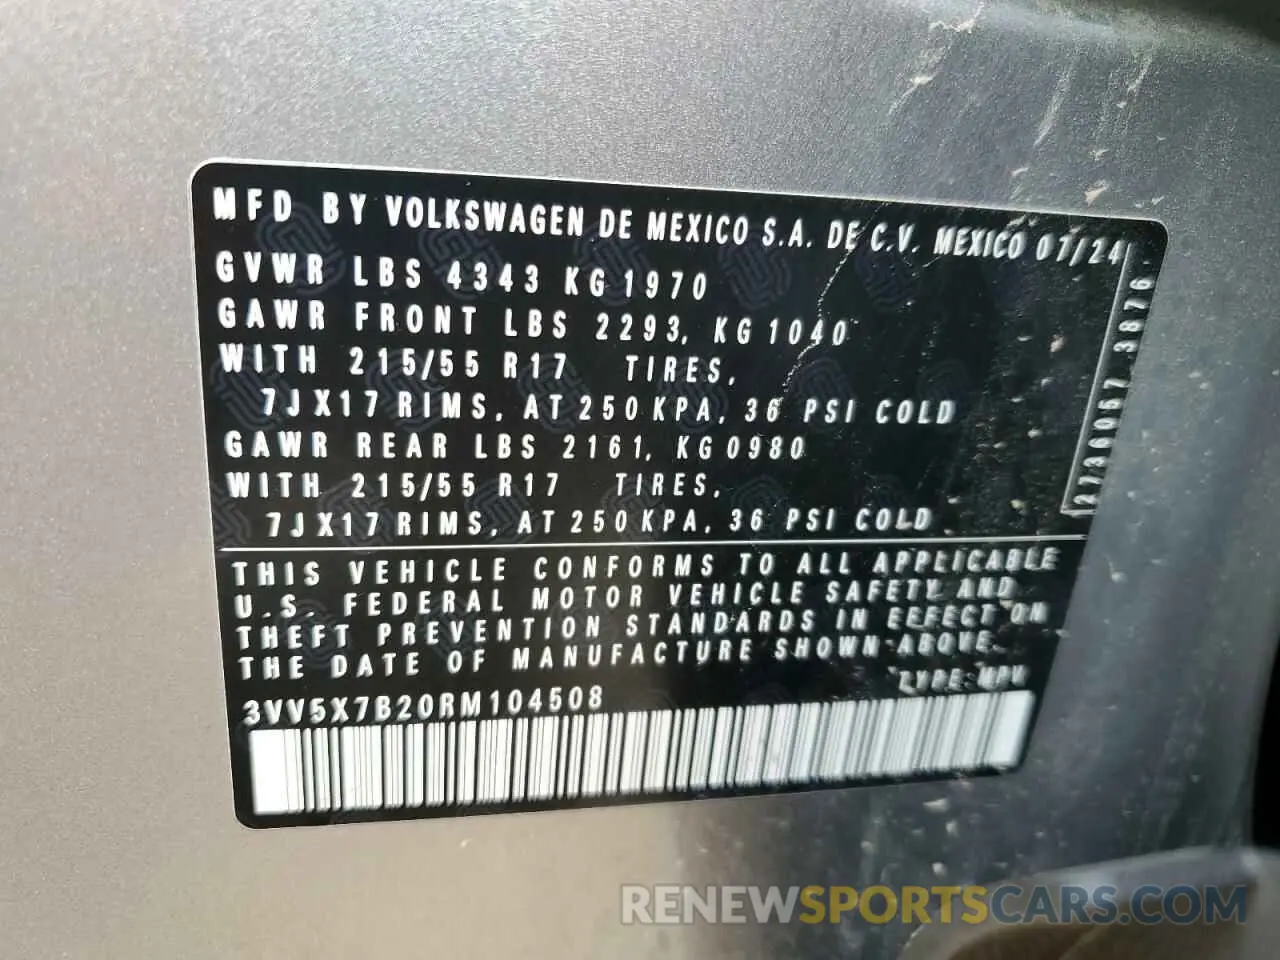 MFD BY VOLKSWAGEN DE MEXICO S.A. DE C.V. MEXICO 07/24
GVWR LBS 4343 KG 1970
GAWR FRONT LBS 2293, KG 1040
WITH 215/55 R17 TIRES,
7JX17 RIMS, AT 250 KPA, 36 PSI COLD
GAWR REAR LBS 2161, KG 0980
WITH 215/55 R17 TIRES,
7JX17 RIMS, AT 250 KPA, 36 PSI COLD
THIS VEHICLE CONFORMS TO ALL APPLICABLE
U.S. FEDERAL MOTOR VEHICLE SAFETY AND
THEFT PREVENTION STANDARDS IN EFFECT ON
THE DATE OF MANUFACTURE SHOWN ABOVE.
TYPE: MPV
3VV5X7B20RM104508
2736057 3876
RENEWSPORTSCARS.COM